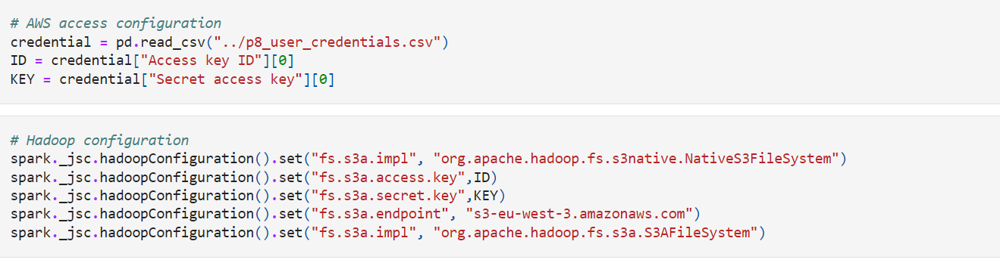 # AWS access configuration
credential = pd.read_csv("../p8_user_credentials.csv")
ID = credential["Access key ID"][0]
KEY = credential["Secret access key"][0]
# Hadoop configuration
spark._jsc.hadoopConfiguration().set("fs.s3a.impl", "org.apache.hadoop.fs.s3native.NativeS3FileSystem")
spark._jsc.hadoopConfiguration().set("fs.s3a.access.key",ID)
spark._jsc.hadoopConfiguration().set("fs.s3a.secret.key",KEY)
spark._jsc.hadoopConfiguration().set("fs.s3a.endpoint", "s3-eu-west-3.amazonaws.com")
spark._jsc.hadoopConfiguration().set("fs.s3a.impl", "org.apache.hadoop.fs.s3a.S3AFileSystem")